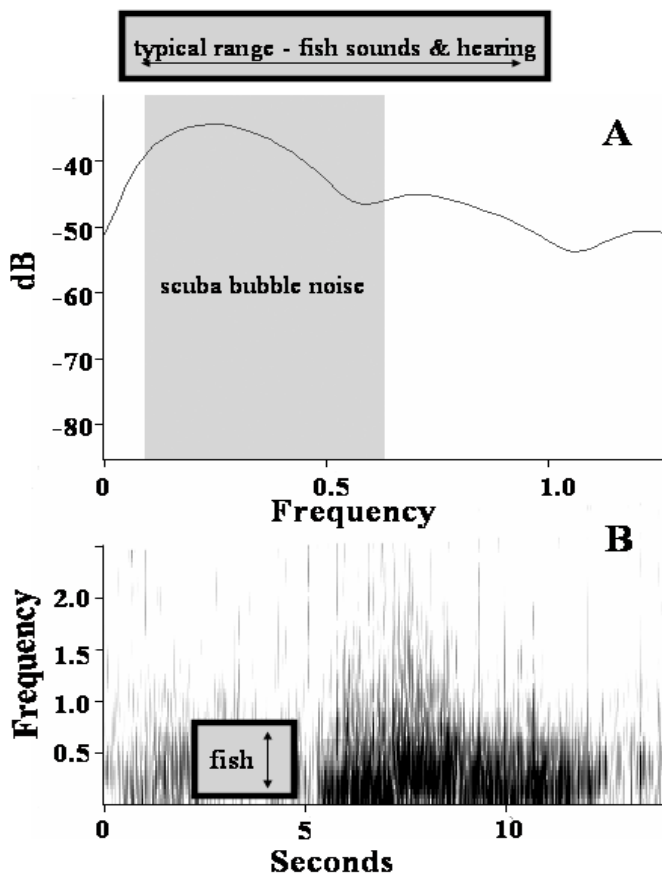 typical range - fish sounds & hearing
A
dB
-40
-50
-60
-70
-80
scuba bubble noise
0 0.5 1.0
Frequency
B
Frequency
2.0
1.5
1.0
0.5
fish
0 5 10
Seconds